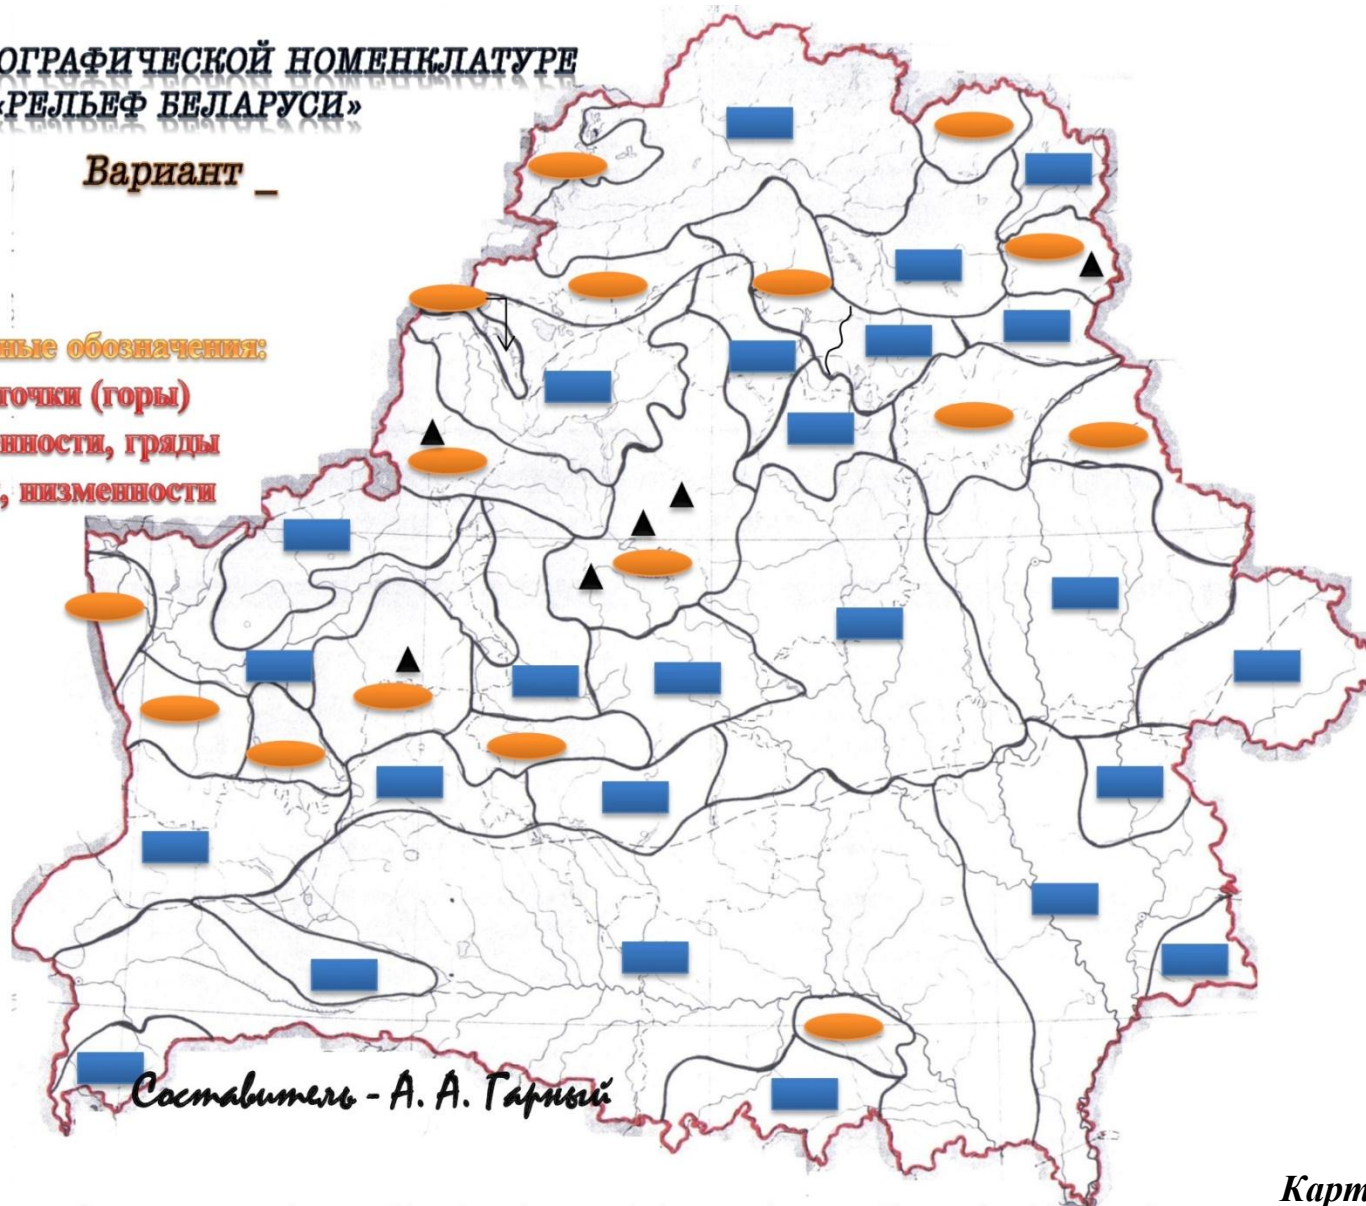 ОГРАФИЧЕСКОЙ НОМЕНКЛАТУРЕ
«РЕЛЬЕФ БЕЛАРУСИ»
Вариант _
ные обозначения:
точки (горы)
нности, гряды
, низменности
Составитель - А. А. Гарный
Карт